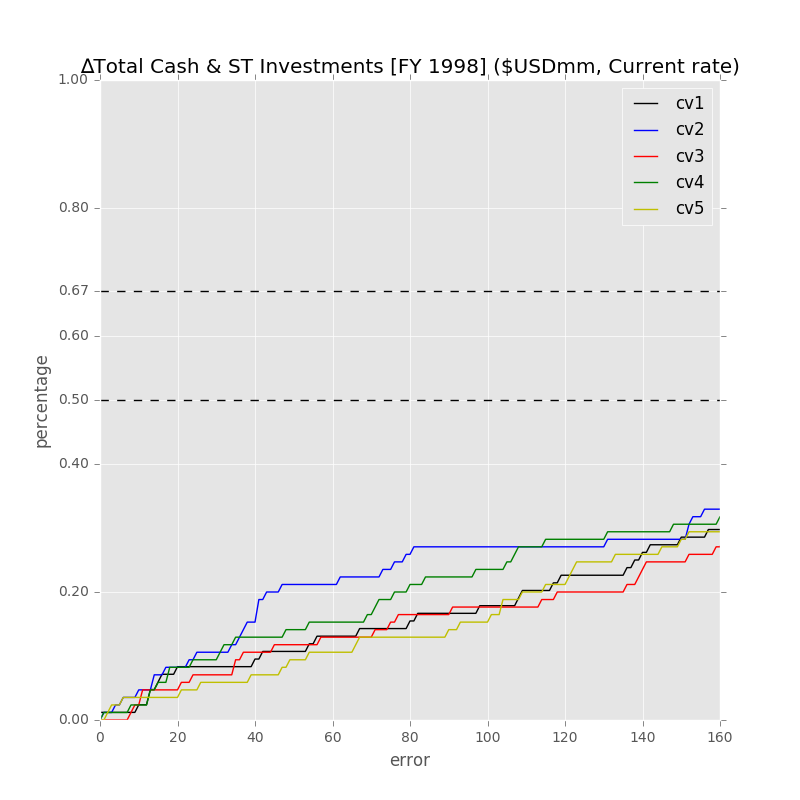 ΔTotal Cash & ST Investments [FY 1998] ($USDmm, Current rate)
1.00
0.80
0.67
0.60
0.50
0.40
0.20
0.00
percentage
cv1
cv2
cv3
cv4
cv5
0 20 40 60 80 100 120 140 160
error